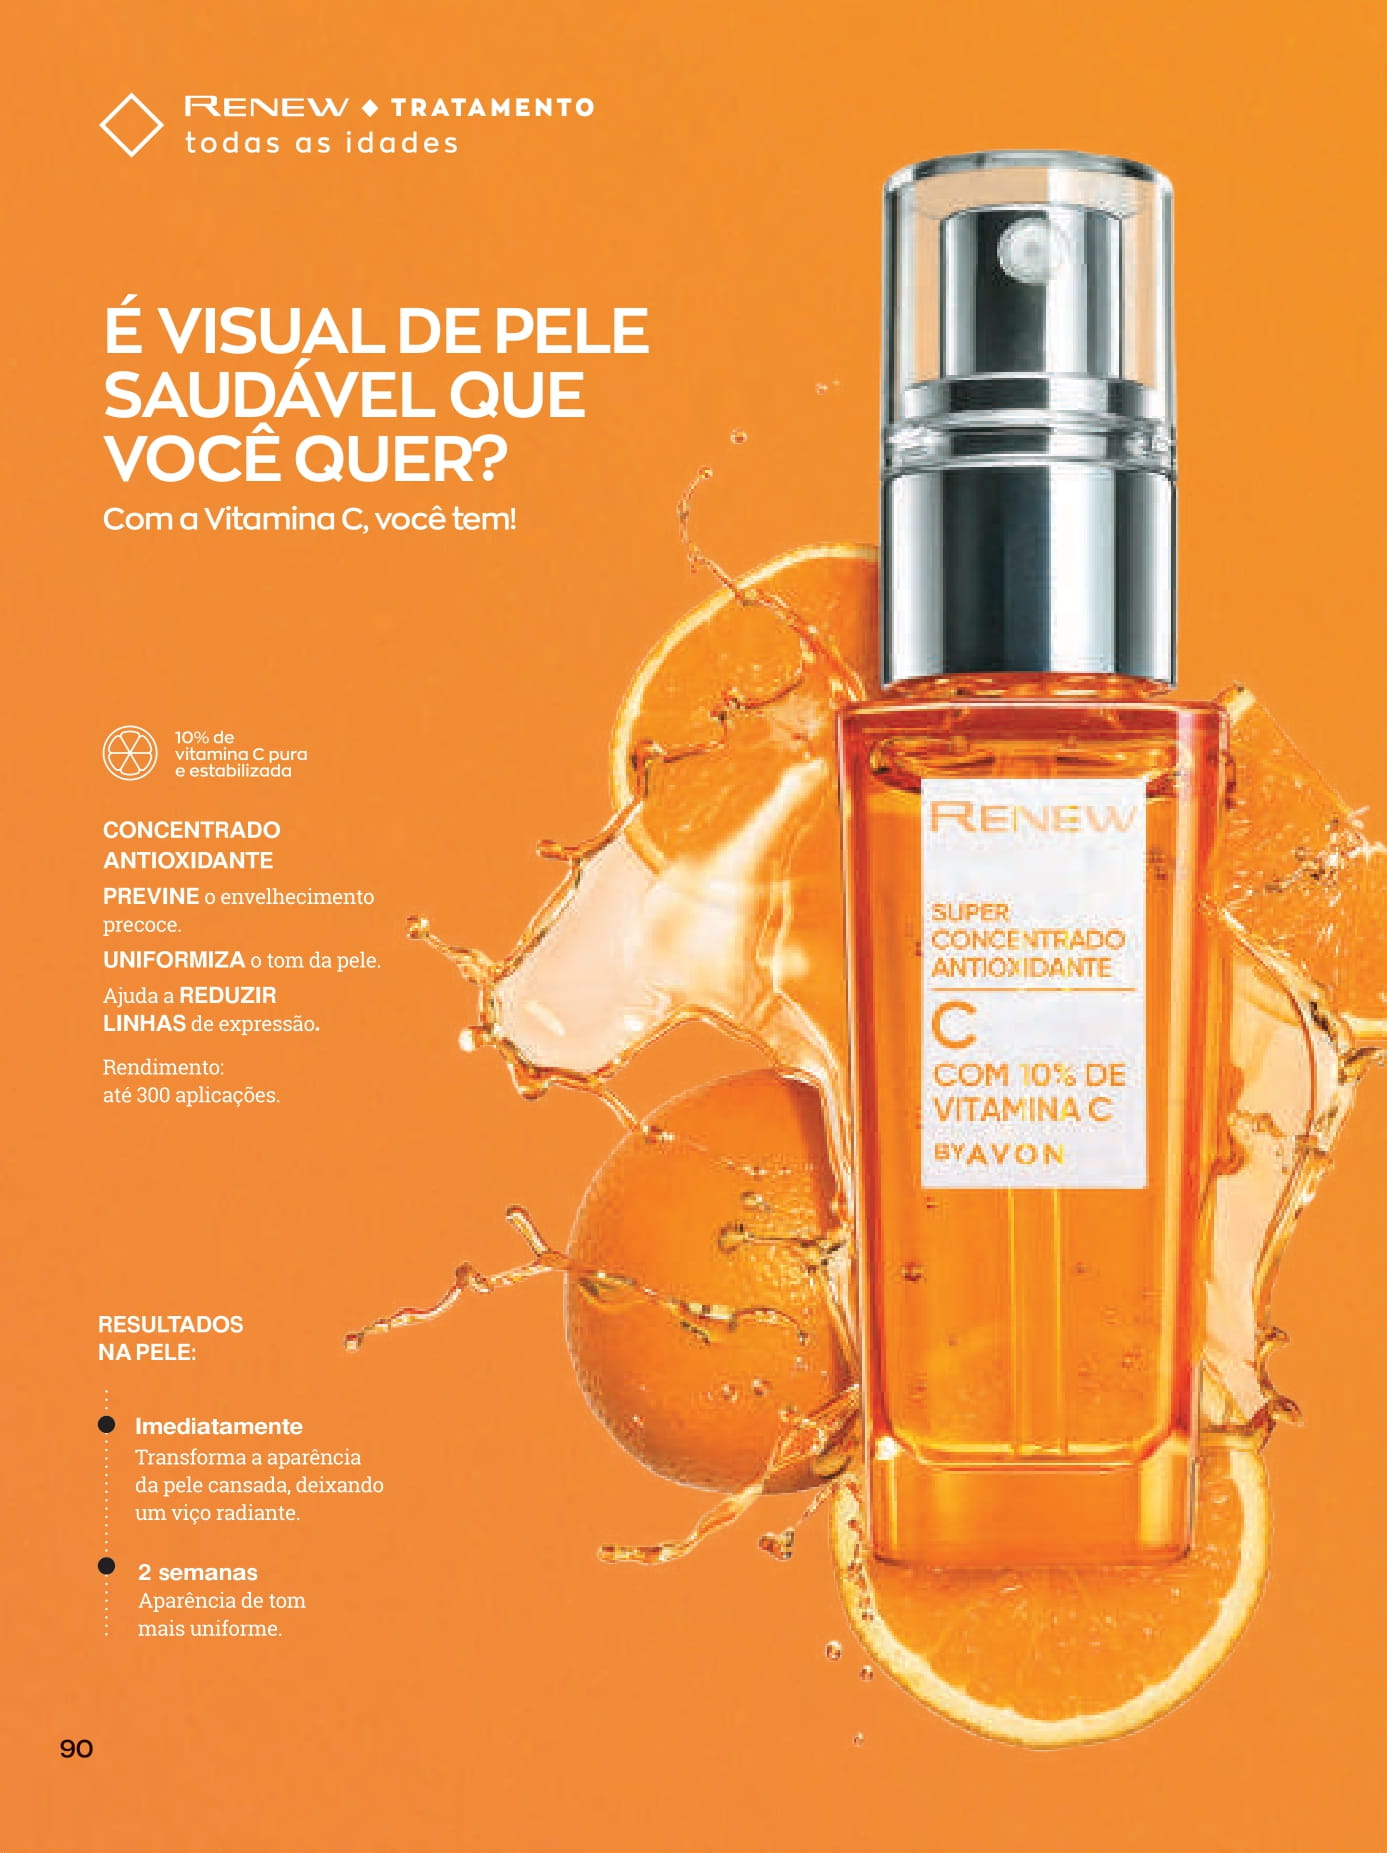 RENEW ◆ TRATAMENTO
todas as idades
É VISUAL DE PELE
SAUDÁVEL QUE
VOCÊ QUER?
Com a Vitamina C, você tem!
10% de
vitamina C pura
e estabilizada
CONCENTRADO
ANTIOXIDANTE
PREVINE o envelhecimento
precoce.
UNIFORMIZA o tom da pele.
Ajuda a REDUZIR
LINHAS de expressão.
Rendimento:
até 300 aplicações.
RESULTADOS
NA PELE:
Imediatamente
Transforma a aparência
da pele cansada, deixando
um viço radiante.
2 semanas
Aparência de tom
mais uniforme.
90
RENEW
SUPER
CONCENTRADO
ANTIOXIDANTE
C
COM 10% DE
VITAMINA C
BY AVON